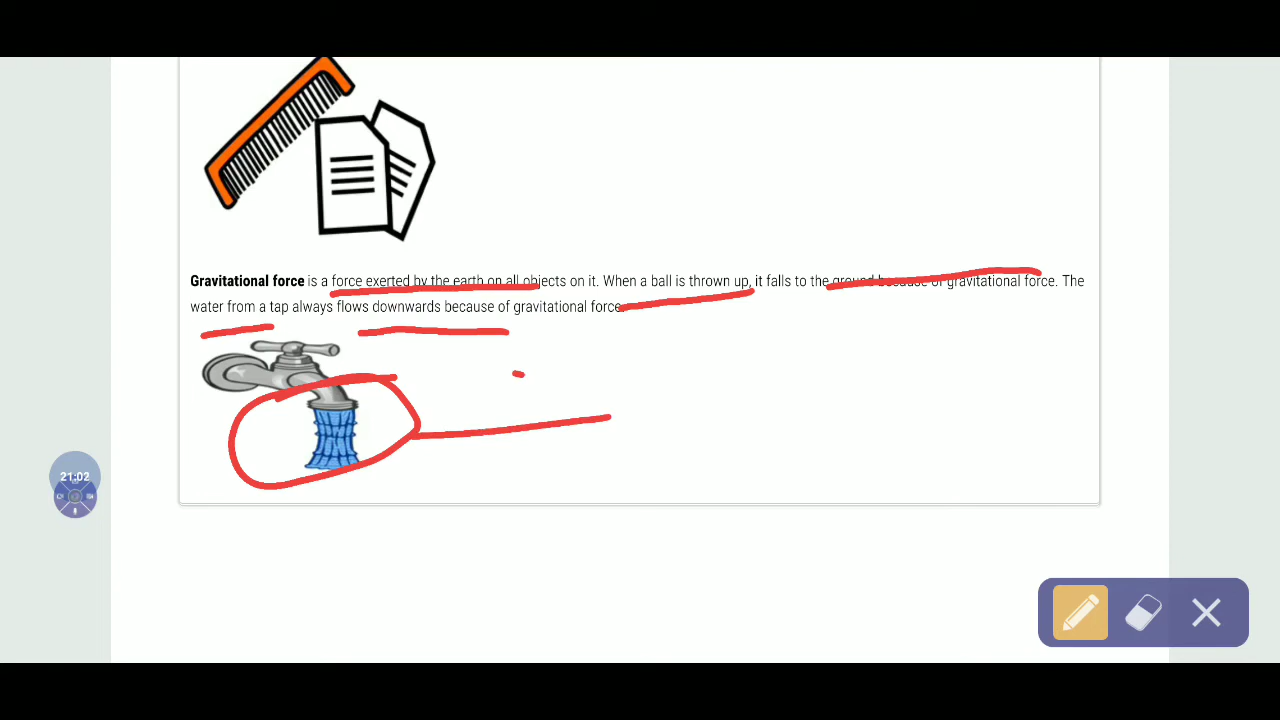 Gravitational force is a force exerted by the earth on all objects on it. When a ball is thrown up, it falls to the ground because of gravitational force. The
water from a tap always flows downwards because of gravitational force.
21:02